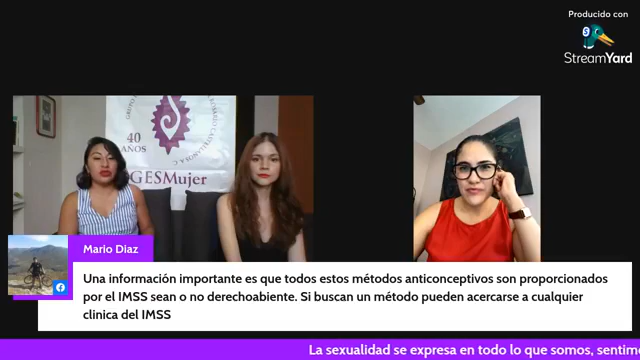 Producido con
StreamYard
40
AÑOS
GESMujer
Mario Diaz
Una información importante es que todos estos métodos anticonceptivos son proporcionados
por el IMSS sean o no derechoabiente. Si buscan un método pueden acercarse a cualquier
clinica del IMSS
La sexualidad se expresa en todo lo que somos, sentim